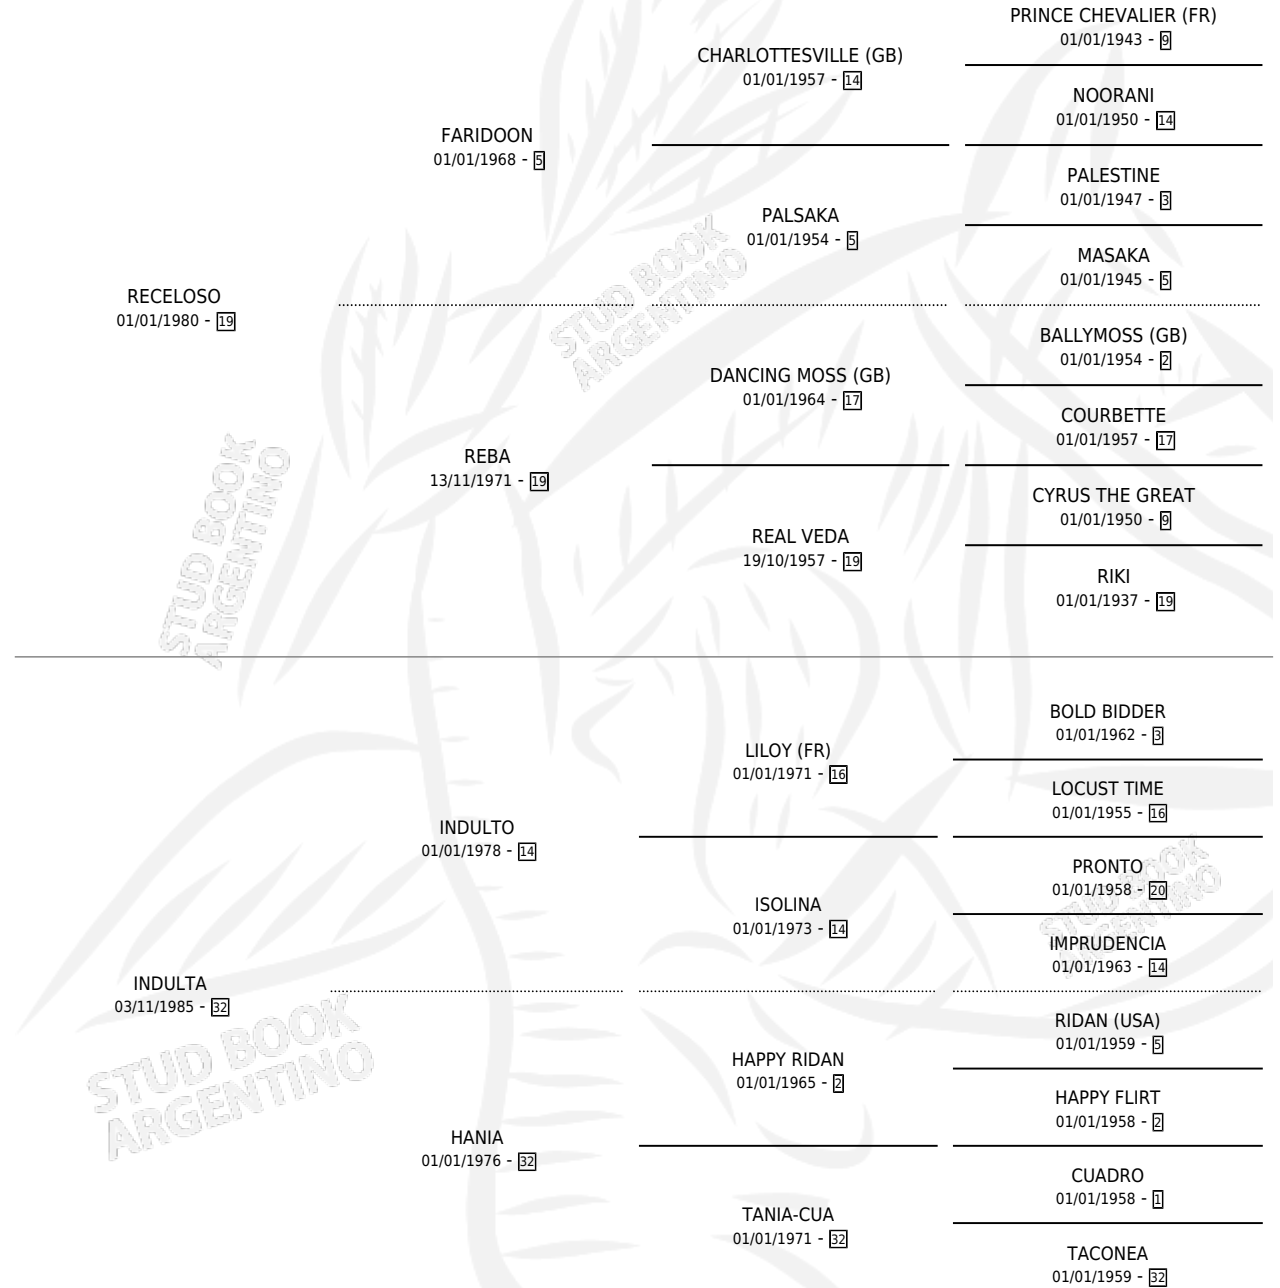 PRINCE CHEVALIER (FR)
01/01/1943 - 9
CHARLOTTESVILLE (GB)
01/01/1957 - 14
NOORANI
01/01/1950 - 14
FARIDOON
01/01/1968 - 5
PALESTINE
01/01/1947 - 3
PALSAKA
01/01/1954 - 5
MASAKA
01/01/1945 - 5
RECELOSO
01/01/1980 - 19
BALLYMOSS (GB)
01/01/1954 - 2
DANCING MOSS (GB)
01/01/1964 - 17
COURBETTE
01/01/1957 - 17
REBA
13/11/1971 - 19
CYRUS THE GREAT
01/01/1950 - 9
REAL VEDA
19/10/1957 - 19
RIKI
01/01/1937 - 19
BOLD BIDDER
01/01/1962 - 3
LILOY (FR)
01/01/1971 - 16
LOCUST TIME
01/01/1955 - 16
INDULTO
01/01/1978 - 14
PRONTO
01/01/1958 - 20
ISOLINA
01/01/1973 - 14
IMPRUDENCIA
01/01/1963 - 14
INDULTA
03/11/1985 - 32
RIDAN (USA)
01/01/1959 - 5
HAPPY RIDAN
01/01/1965 - 2
HAPPY FLIRT
01/01/1958 - 2
HANIA
01/01/1976 - 32
CUADRO
01/01/1958 - 1
TANIA-CUA
01/01/1971 - 32
TACONEA
01/01/1959 - 32
STUD BOOK
ARGENTINO
STUD BOOK
ARGENTINO
STUD BOOK
ARGENTINO
STUD BOOK
ARGENTINO